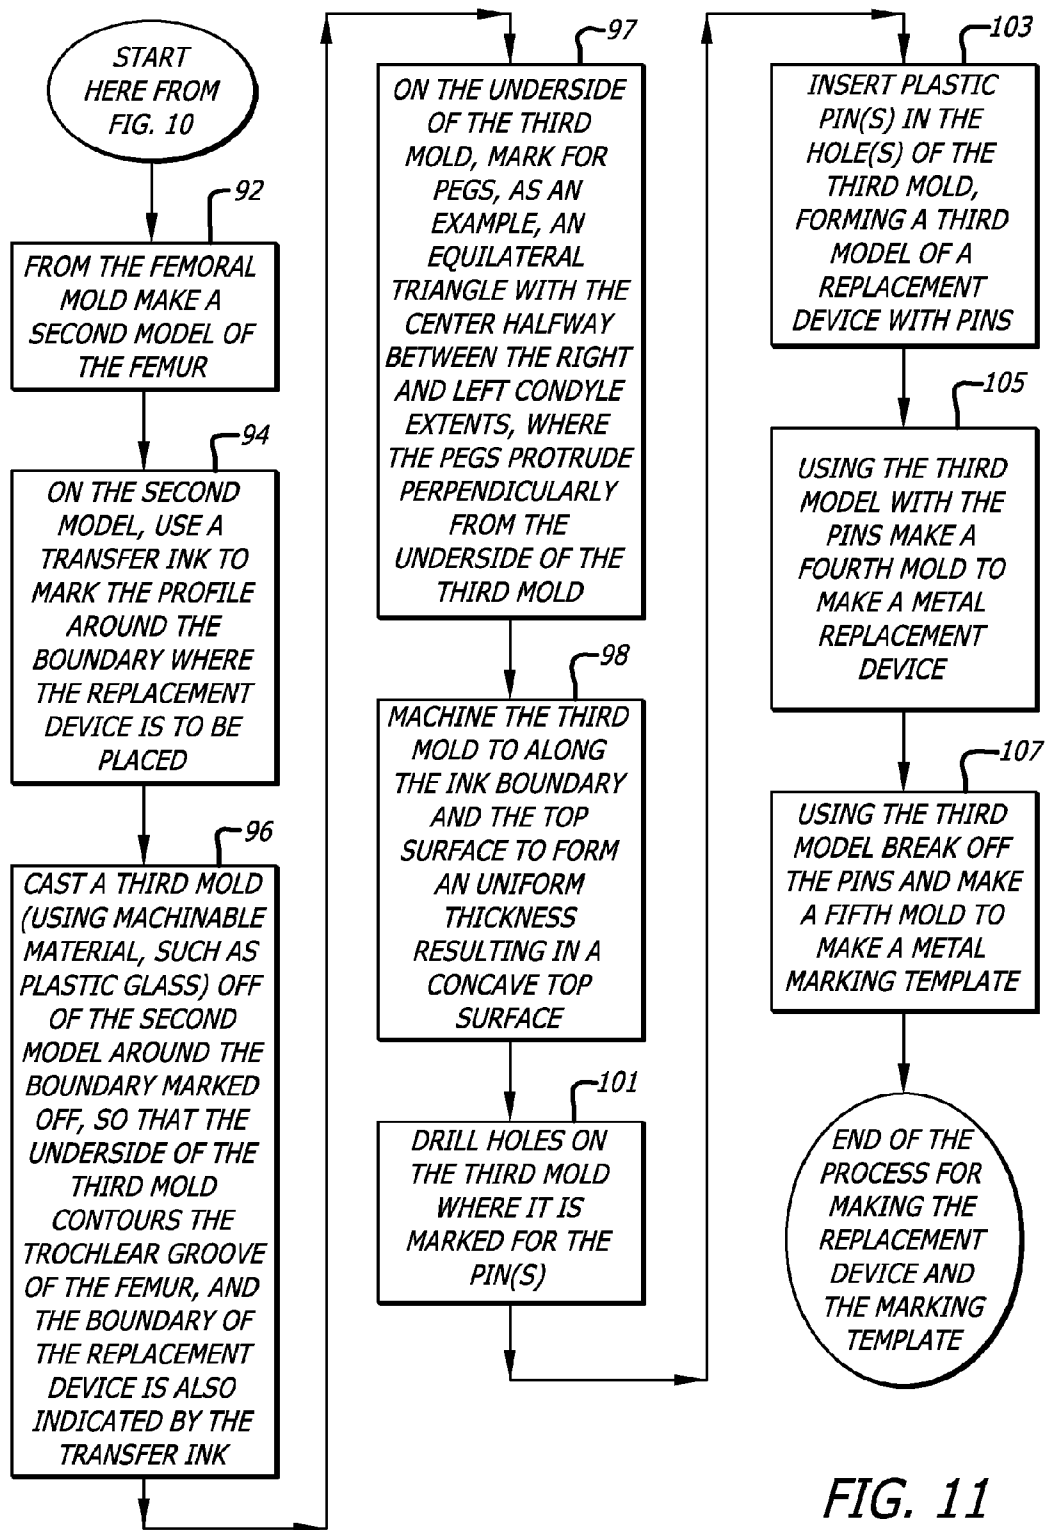 START
HERE FROM
FIG. 10
92
FROM THE FEMORAL
MOLD MAKE A
SECOND MODEL OF
THE FEMUR
94
ON THE SECOND
MODEL, USE A
TRANSFER INK TO
MARK THE PROFILE
AROUND THE
BOUNDARY WHERE
THE REPLACEMENT
DEVICE IS TO BE
PLACED
96
CAST A THIRD MOLD
(USING MACHINABLE
MATERIAL, SUCH AS
PLASTIC GLASS) OFF
OF THE SECOND
MODEL AROUND THE
BOUNDARY MARKED
OFF, SO THAT THE
UNDERSIDE OF THE
THIRD MOLD
CONTOURS THE
TROCHLEAR GROOVE
OF THE FEMUR, AND
THE BOUNDARY OF
THE REPLACEMENT
DEVICE IS ALSO
INDICATED BY THE
TRANSFER INK
97
ON THE UNDERSIDE
OF THE THIRD
MOLD, MARK FOR
PEGS, AS AN
EXAMPLE, AN
EQUILATERAL
TRIANGLE WITH THE
CENTER HALFWAY
BETWEEN THE RIGHT
AND LEFT CONDYLE
EXTENTS, WHERE
THE PEGS PROTRUDE
PERPENDICULARLY
FROM THE
UNDERSIDE OF THE
THIRD MOLD
98
MACHINE THE THIRD
MOLD TO ALONG
THE INK BOUNDARY
AND THE TOP
SURFACE TO FORM
AN UNIFORM
THICKNESS
RESULTING IN A
CONCAVE TOP
SURFACE
101
DRILL HOLES ON
THE THIRD MOLD
WHERE IT IS
MARKED FOR THE
PIN(S)
103
INSERT PLASTIC
PIN(S) IN THE
HOLE(S) OF THE
THIRD MOLD,
FORMING A THIRD
MODEL OF A
REPLACEMENT
DEVICE WITH PINS
105
USING THE THIRD
MODEL WITH THE
PINS MAKE A
FOURTH MOLD TO
MAKE A METAL
REPLACEMENT
DEVICE
107
USING THE THIRD
MODEL BREAK OFF
THE PINS AND MAKE
A FIFTH MOLD TO
MAKE A METAL
MARKING TEMPLATE
END OF THE
PROCESS FOR
MAKING THE
REPLACEMENT
DEVICE AND
THE MARKING
TEMPLATE
FIG. 11